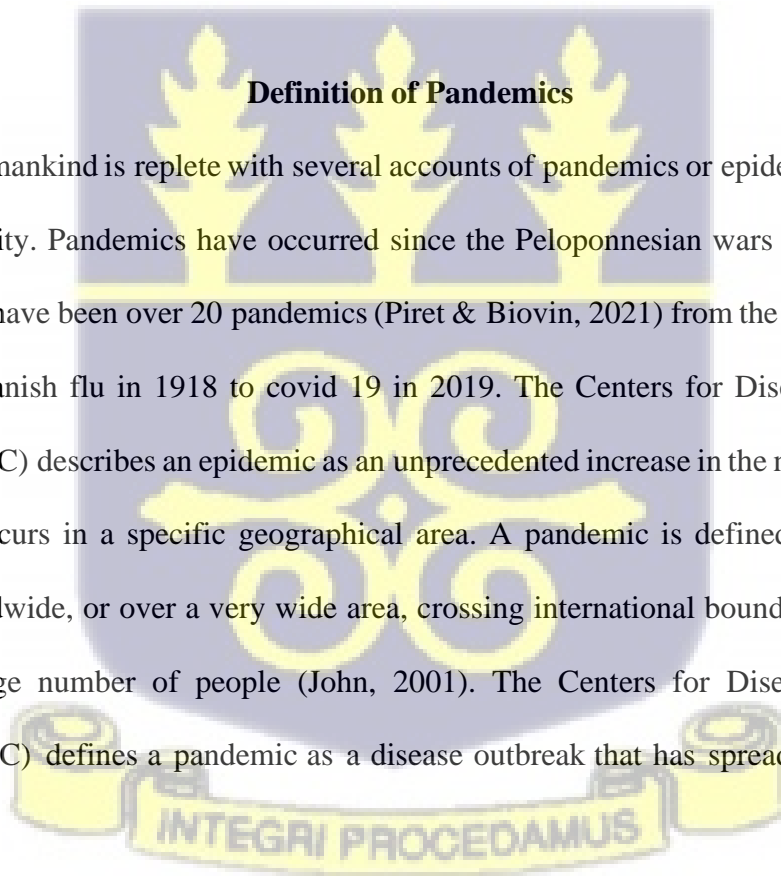 Definition of Pandemics
mankind is replete with several accounts of pandemics or epide
ity. Pandemics have occurred since the Peloponnesian wars
have been over 20 pandemics (Piret & Biovin, 2021) from the
anish flu in 1918 to covid 19 in 2019. The Centers for Dise
C) describes an epidemic as an unprecedented increase in the
curs in a specific geographical area. A pandemic is defined
dwide, or over a very wide area, crossing international bound
ge number of people (John, 2001). The Centers for Dise
C) defines a pandemic as a disease outbreak that has spread
INTEGRI PROCEDAMUS